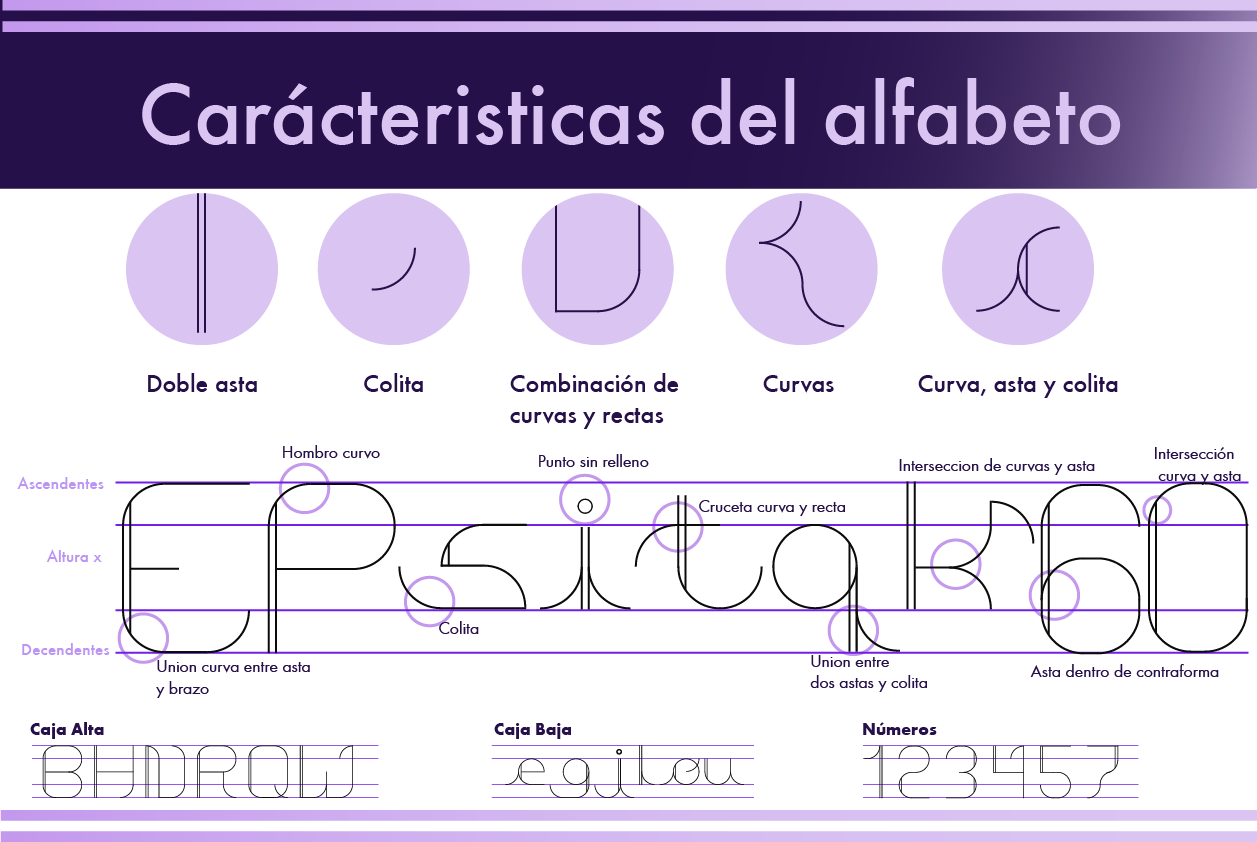 Carácteristicas del alfabeto
Doble asta
Colita
Combinación de
curvas y rectas
Curvas
Curva, asta y colita
Hombro curvo
Punto sin relleno
Interseccion de curvas y asta
Intersección
curva y asta
Ascendentes
Cruceta curva y recta
Altura x
EPsitqk60
Colita
Decendentes
Union curva entre asta
y brazo
Union entre
dos astas y colita
Asta dentro de contraforma
Caja Alta
Caja Baja
Números
BHDROW
egibeu
123457